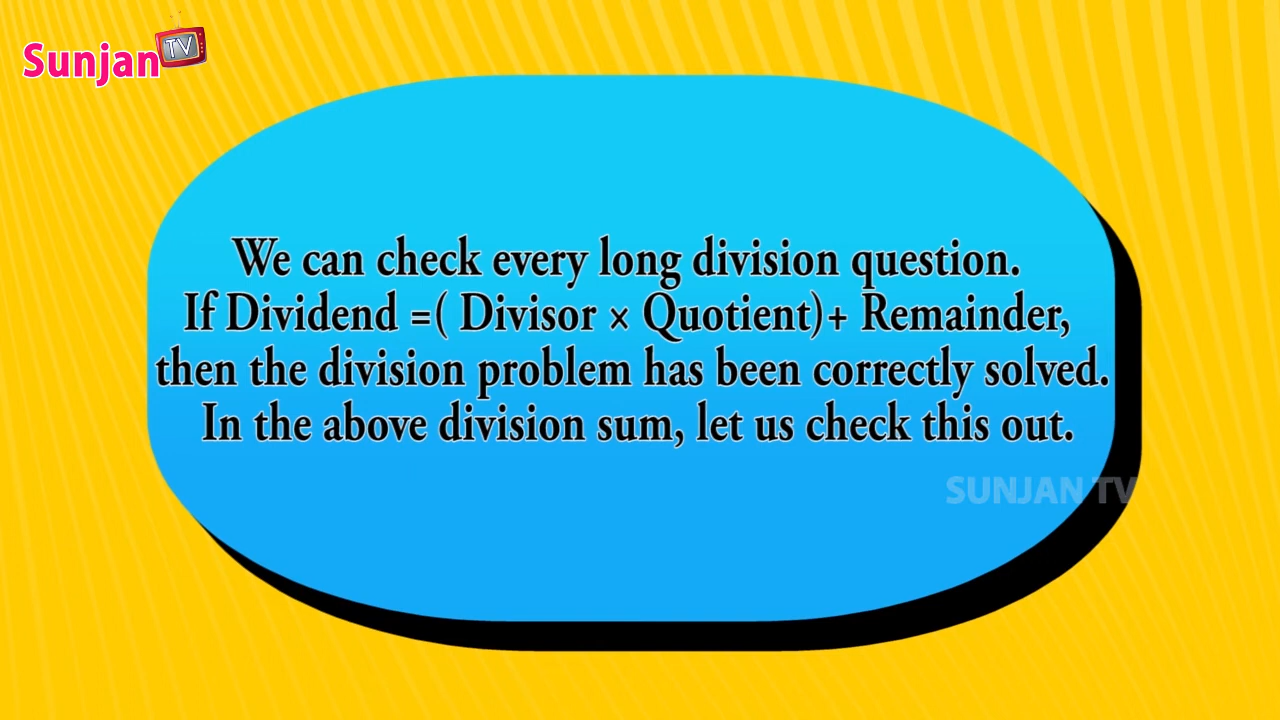 Sunjan TV
We can check every long division question.
If Dividend =( Divisor × Quotient)+ Remainder,
then the division problem has been correctly solved.
In the above division sum, let us check this out.
SUNJAN TV